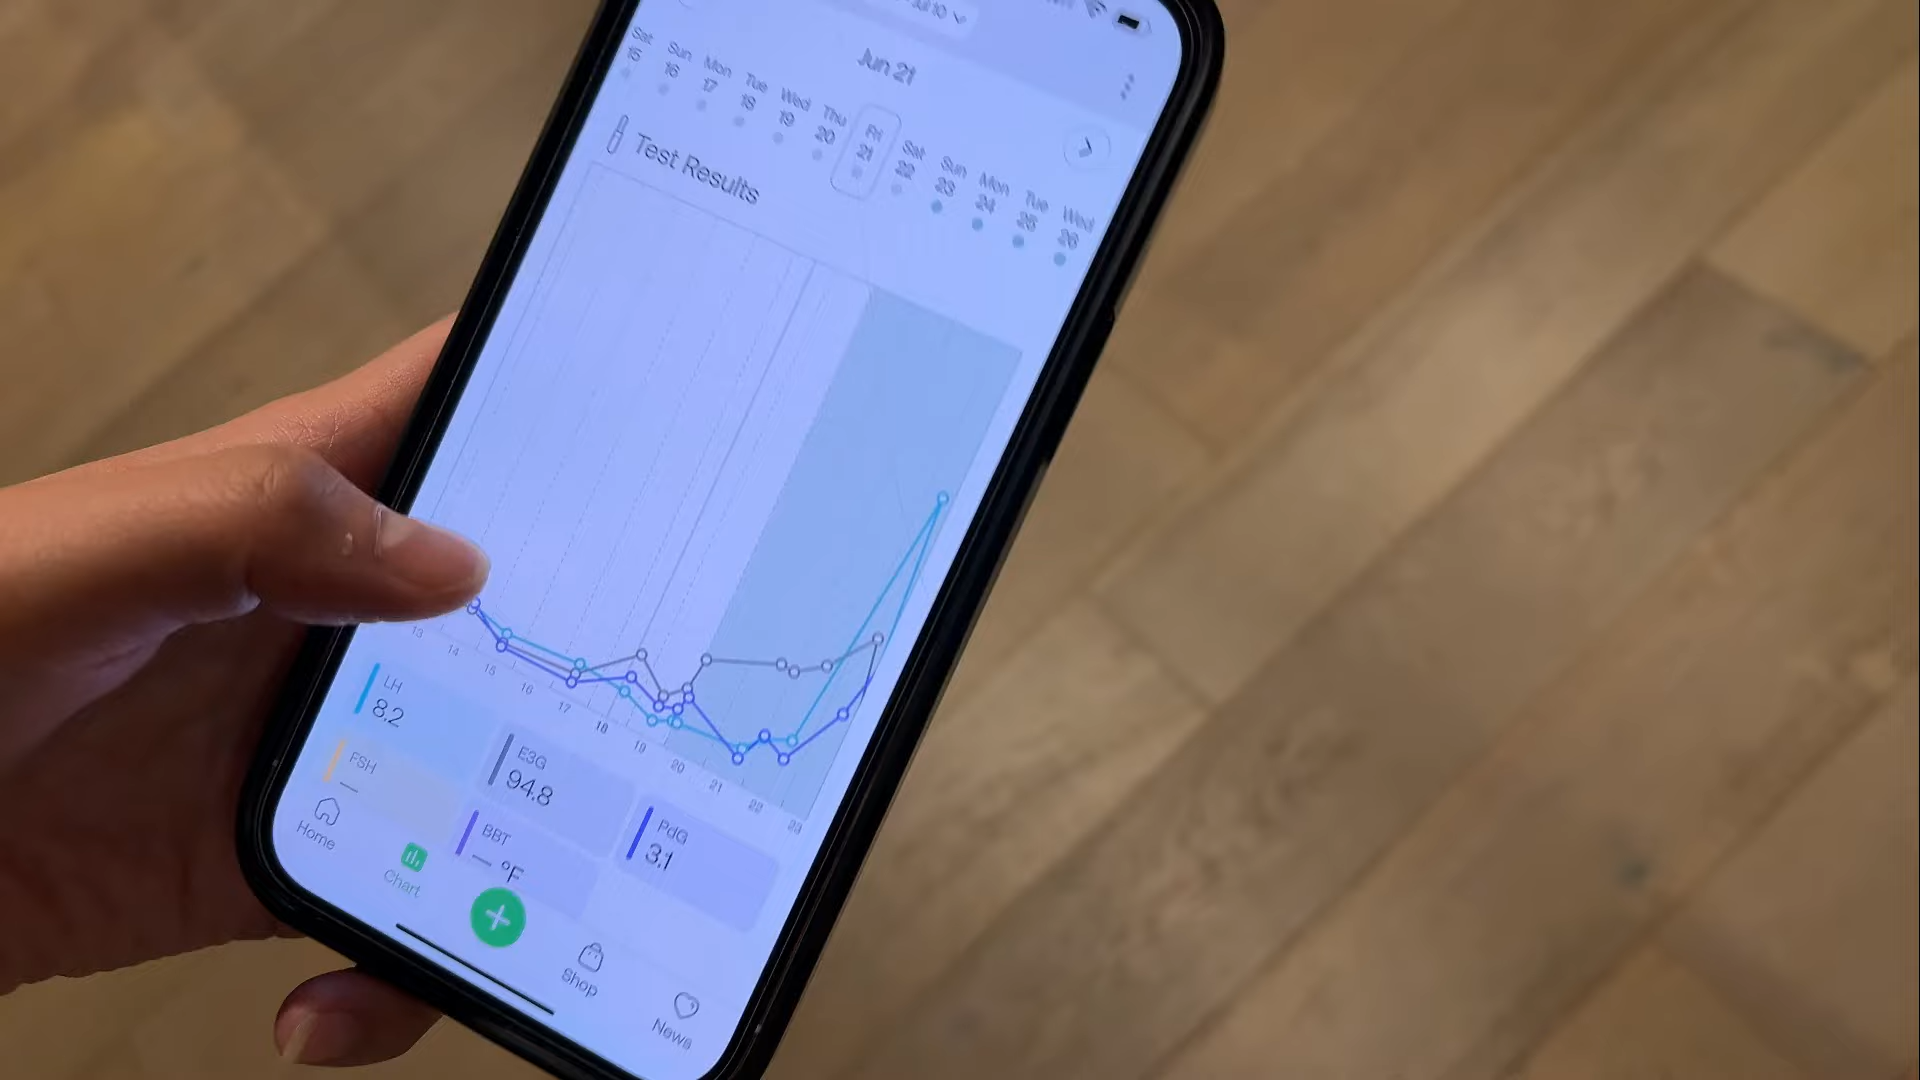 Jun 21
Sat Sun Mon Tue Wed Thu Fri Sat Sun Mon Tue Wed
15 16 17 18 19 20 21 22 23 24 25 26
Test Results
13 14 15 16 17 18 19 20 21 22 23
LH
8.2
E3G
94.8
PdG
3.1
FSH
—
BBT
— °F
Home
Chart
+
Shop
News